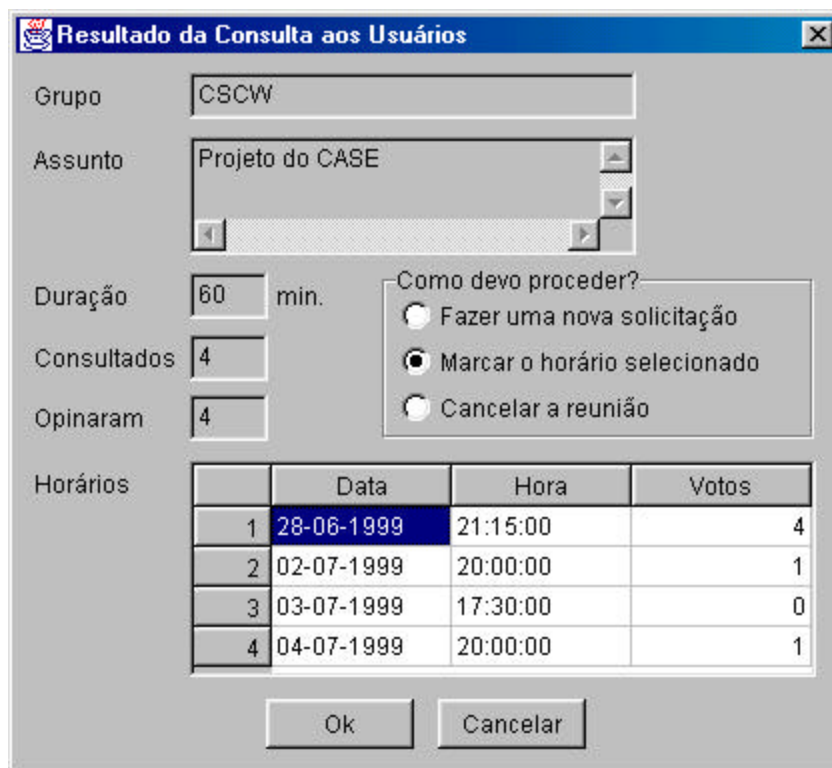 Resultado da Consulta aos Usuários
Grupo CSCW
Assunto Projeto do CASE
Duração 60 min.
Consultados 4
Opinaram 4
Como devo proceder?
Fazer uma nova solicitação
Marcar o horário selecionado
Cancelar a reunião
Horários
Data Hora Votos
1 28-06-1999 21:15:00 4
2 02-07-1999 20:00:00 1
3 03-07-1999 17:30:00 0
4 04-07-1999 20:00:00 1
Ok Cancelar